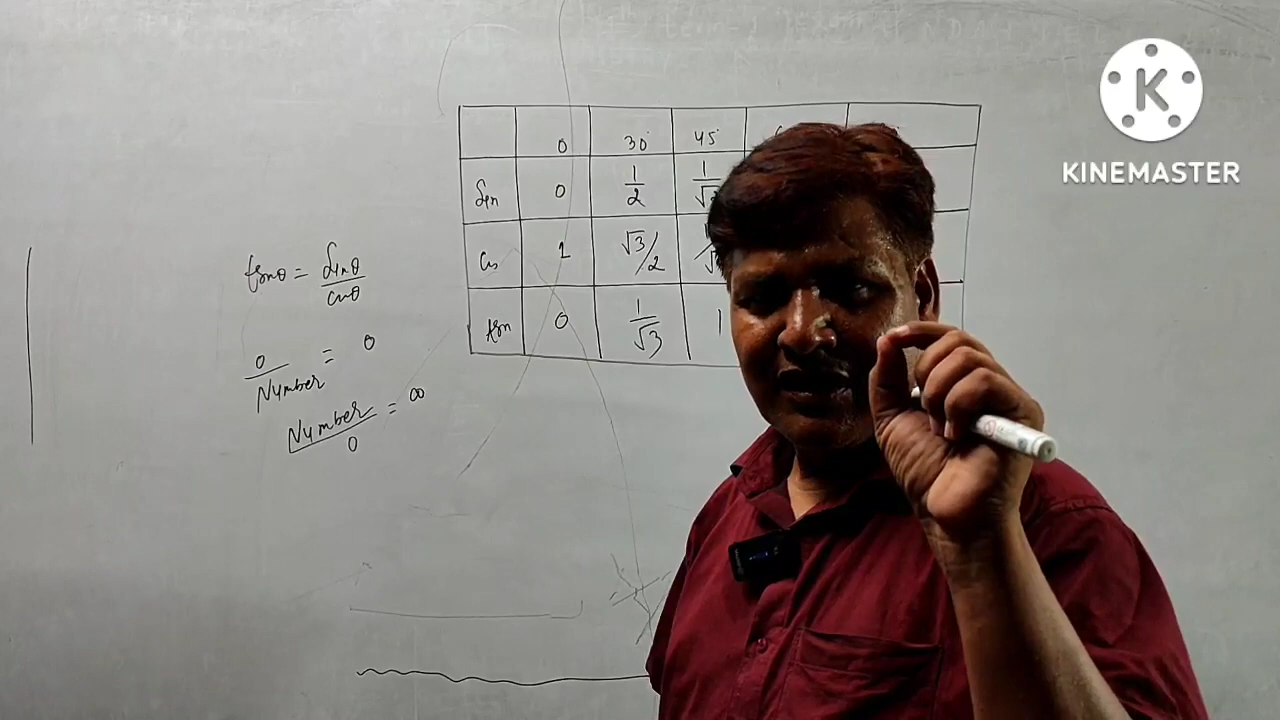 K
KINEMASTER
0 30° 45°
Sin 0 1/2 1/√
Cos 1 √3/2
tan 0 1/√3 1
tanθ = Sinθ/cosθ
0/Number = 0
Number/0 = ∞